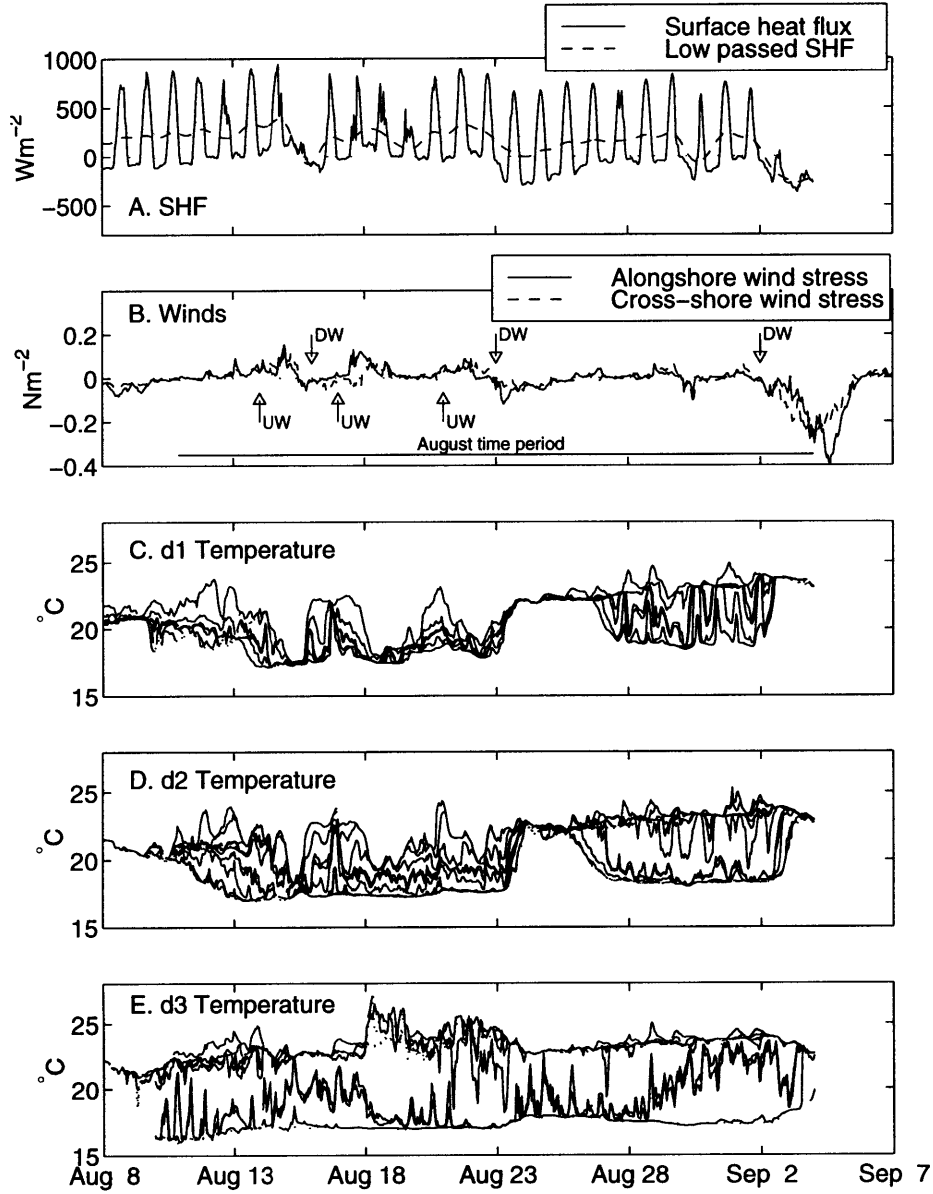 Surface heat flux
Low passed SHF
1000
500
0
−500
Wm−2
A. SHF
Alongshore wind stress
Cross−shore wind stress
B. Winds
DW
DW
DW
0.2
0
−0.2
−0.4
Nm−2
UW
UW
UW
August time period
C. d1 Temperature
25
20
15
°C
D. d2 Temperature
25
20
15
°C
E. d3 Temperature
25
20
15
°C
Aug 8
Aug 13
Aug 18
Aug 23
Aug 28
Sep 2
Sep 7